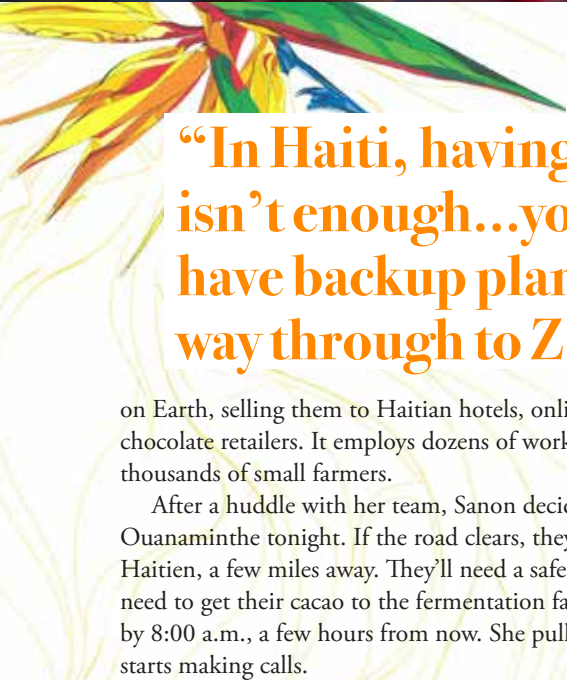 “In Haiti, having
isn’t enough...yo
have backup plan
way through to Z
on Earth, selling them to Haitian hotels, onli
chocolate retailers. It employs dozens of work
thousands of small farmers.
After a huddle with her team, Sanon decid
Ouanaminthe tonight. If the road clears, they
Haitien, a few miles away. They’ll need a safe
need to get their cacao to the fermentation fa
by 8:00 a.m., a few hours from now. She pull
starts making calls.